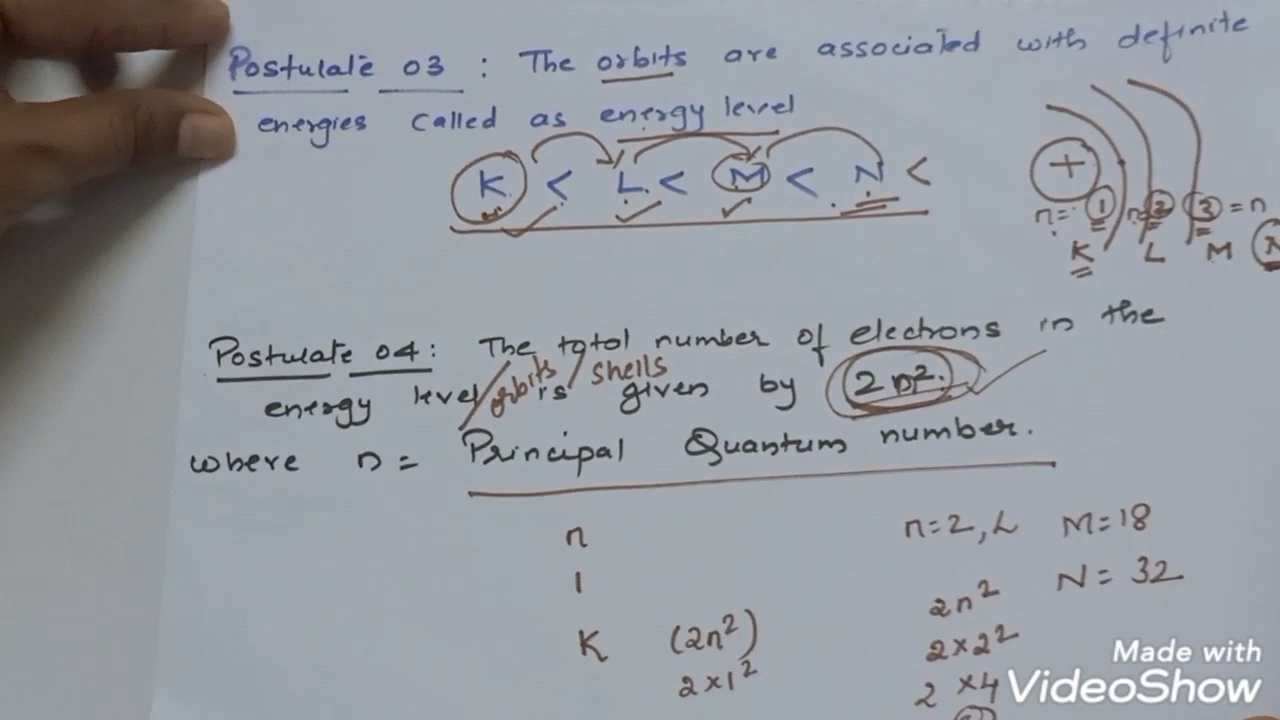 Postulate 03 : The orbits are associated with definite
energies called as energy level
K < L < M < N <
+
n = 1 n 2 3 = n
K L M N
Postulate 04 : The total number of electrons in the
energy level / orbits / shells is given by 2n².
where n = Principal Quantum number.
n n=2, L M=18
1 N = 32
K (2n²) 2n²
2×1² 2×2²
2×4
Made with
VideoShow